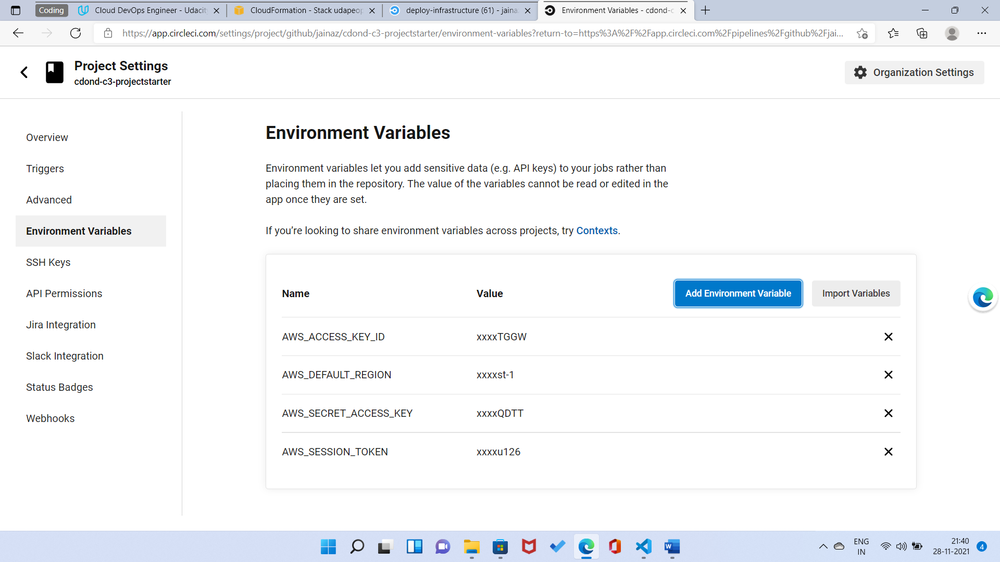 Coding
Cloud DevOps Engineer - Udacit
CloudFormation - Stack udapeop
deploy-infrastructure (61) - jaina
Environment Variables - cdond-c
https://app.circleci.com/settings/project/github/jainaz/cdond-c3-projectstarter/environment-variables?return-to=https%3A%2F%2Fapp.circleci.com%2Fpipelines%2Fgithub%2Fjai...
Project Settings
cdond-c3-projectstarter
Organization Settings
Overview
Triggers
Advanced
Environment Variables
SSH Keys
API Permissions
Jira Integration
Slack Integration
Status Badges
Webhooks
Environment Variables
Environment variables let you add sensitive data (e.g. API keys) to your jobs rather than
placing them in the repository. The value of the variables cannot be read or edited in the
app once they are set.
If you’re looking to share environment variables across projects, try Contexts.
Name Value Add Environment Variable Import Variables
AWS_ACCESS_KEY_ID xxxxTGGW
AWS_DEFAULT_REGION xxxxst-1
AWS_SECRET_ACCESS_KEY xxxxQDTT
AWS_SESSION_TOKEN xxxxu126
ENG
IN
21:40
28-11-2021
4